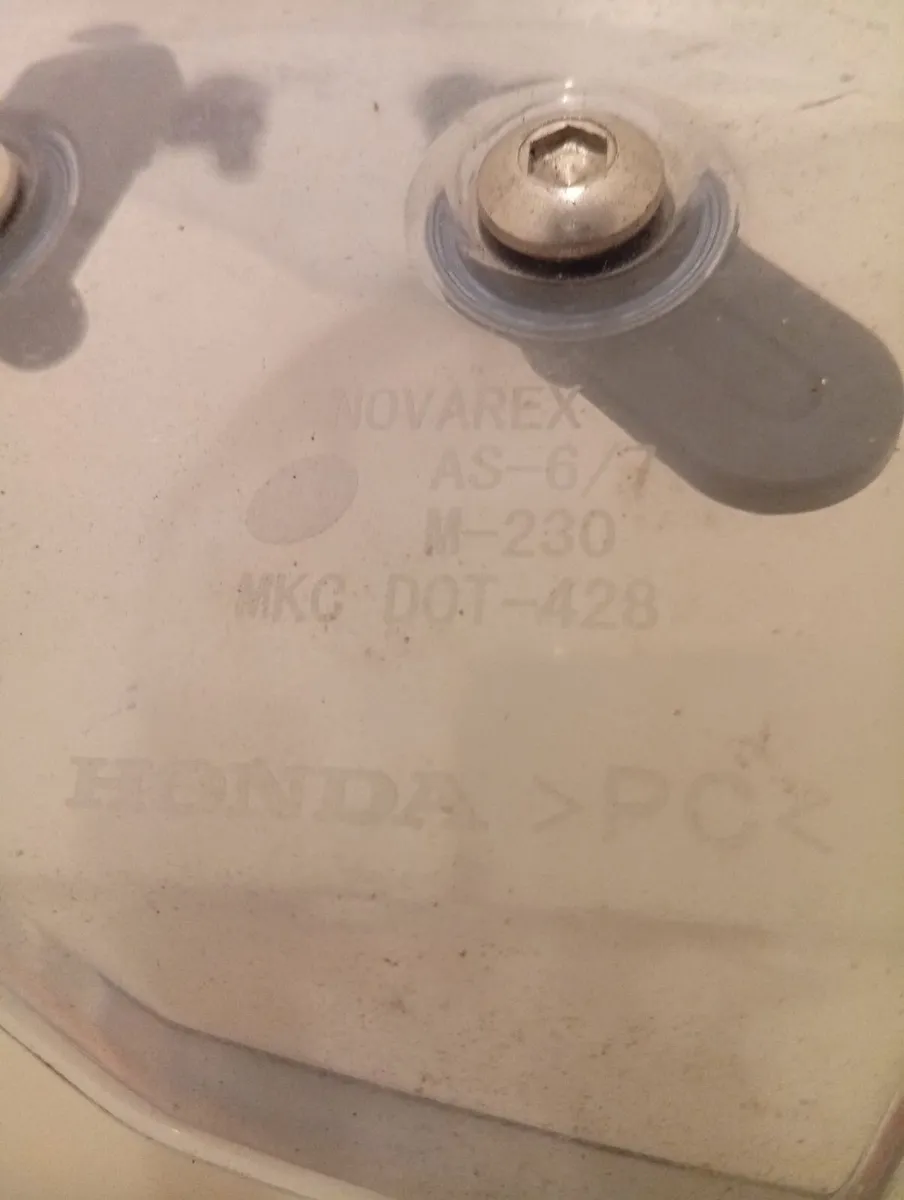 NOVAREX
AS-6/7
M-230
MKC DOT-428
HONDA >PC<